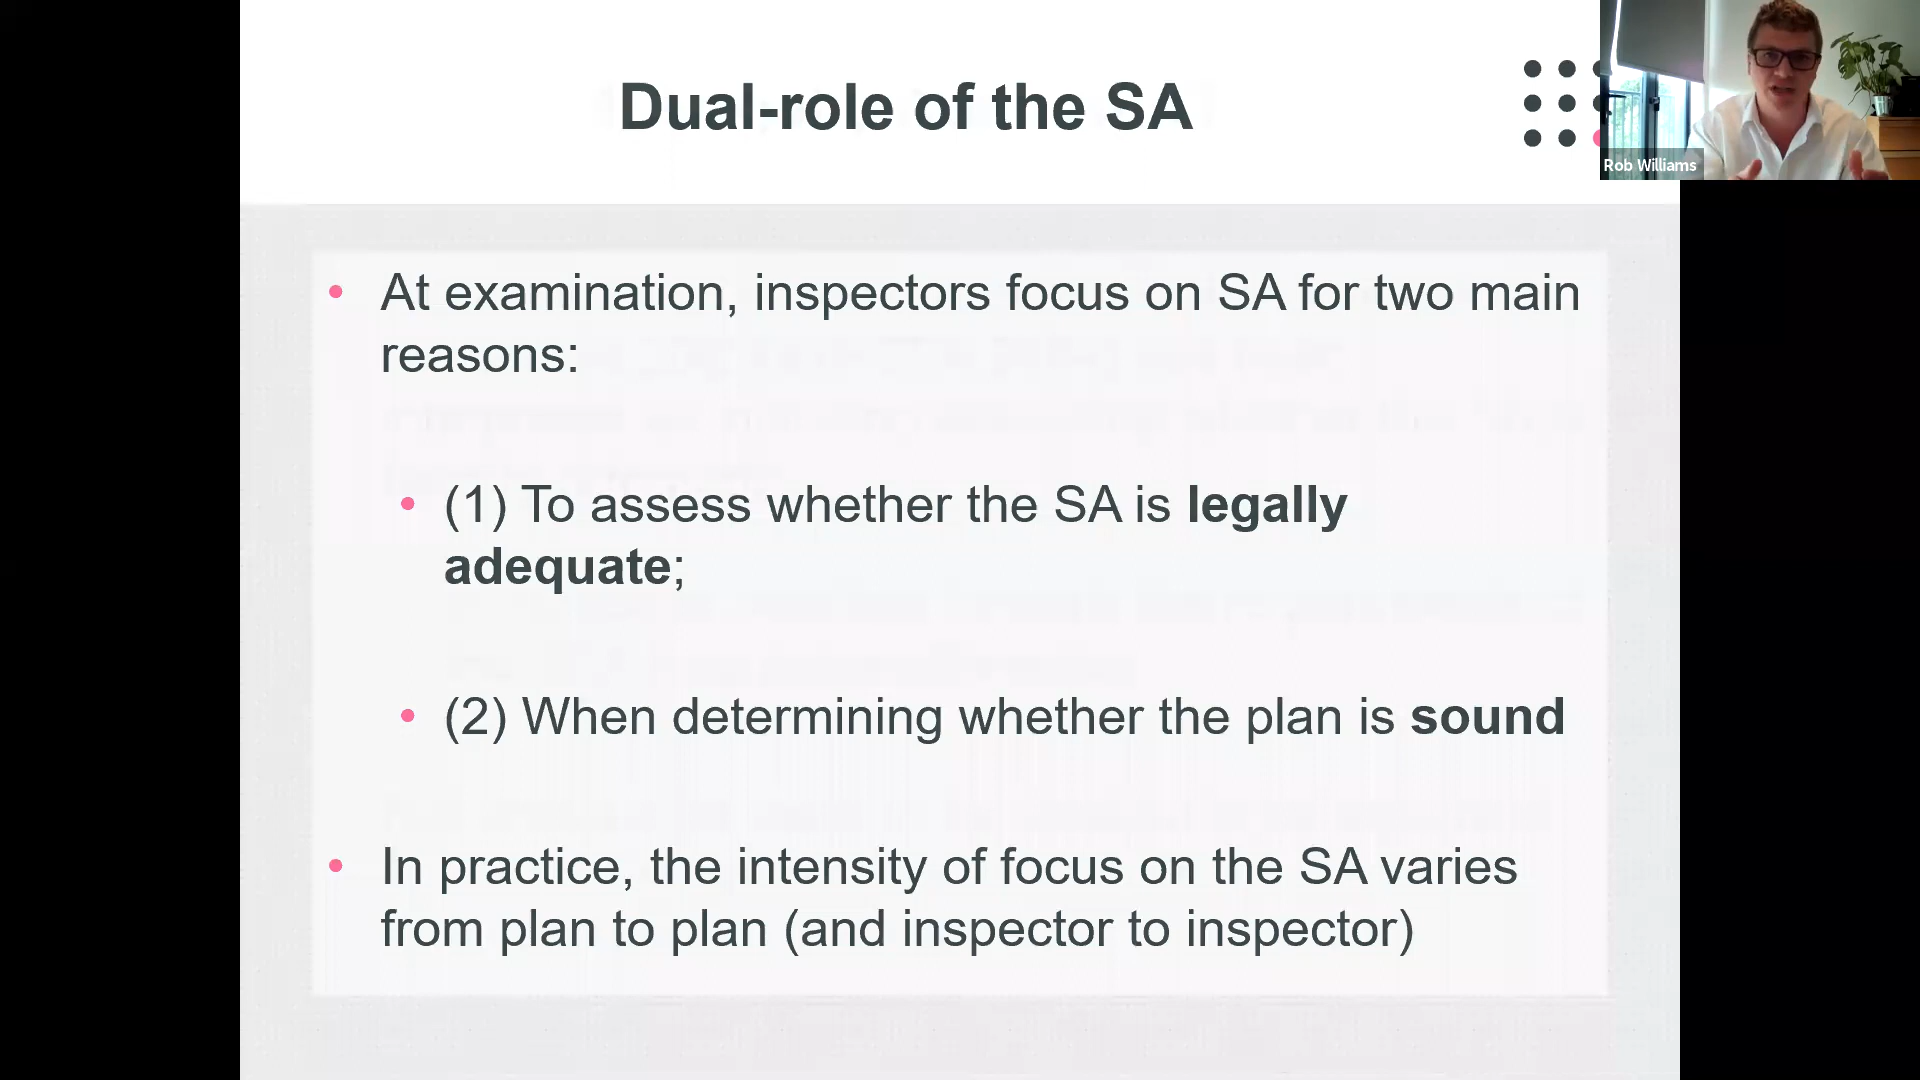 Dual-role of the SA
Rob Williams
• At examination, inspectors focus on SA for two main
reasons:
• (1) To assess whether the SA is legally
adequate;
• (2) When determining whether the plan is sound
• In practice, the intensity of focus on the SA varies
from plan to plan (and inspector to inspector)